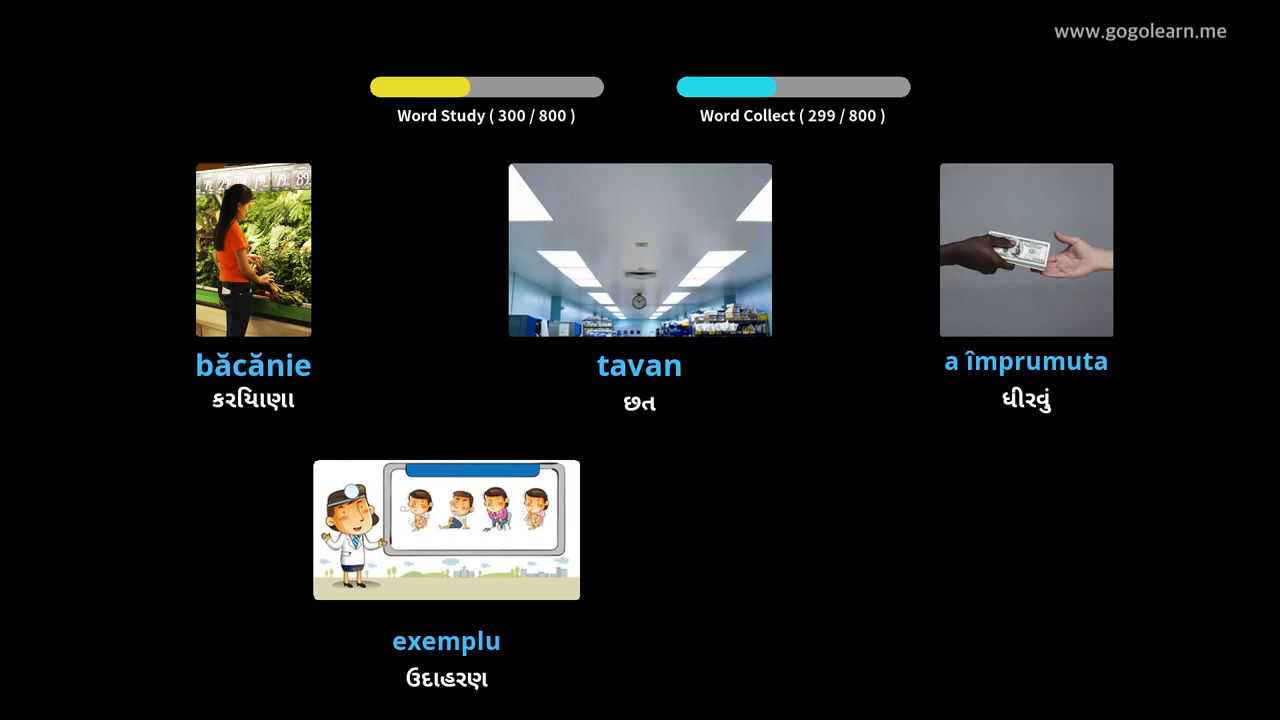 www.gogolearn.me
Word Study ( 300 / 800 )
Word Collect ( 299 / 800 )
băcănie
કરિયાણા
tavan
છત
a împrumuta
ધીરવું
exemplu
ઉદાહરણ